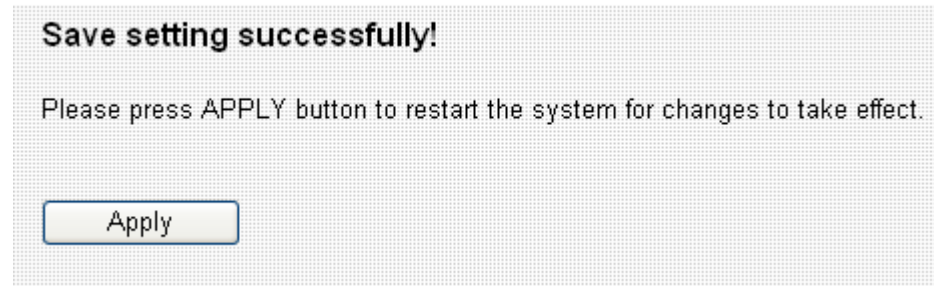 Save setting successfully!
Please press APPLY button to restart the system for changes to take effect.
Apply